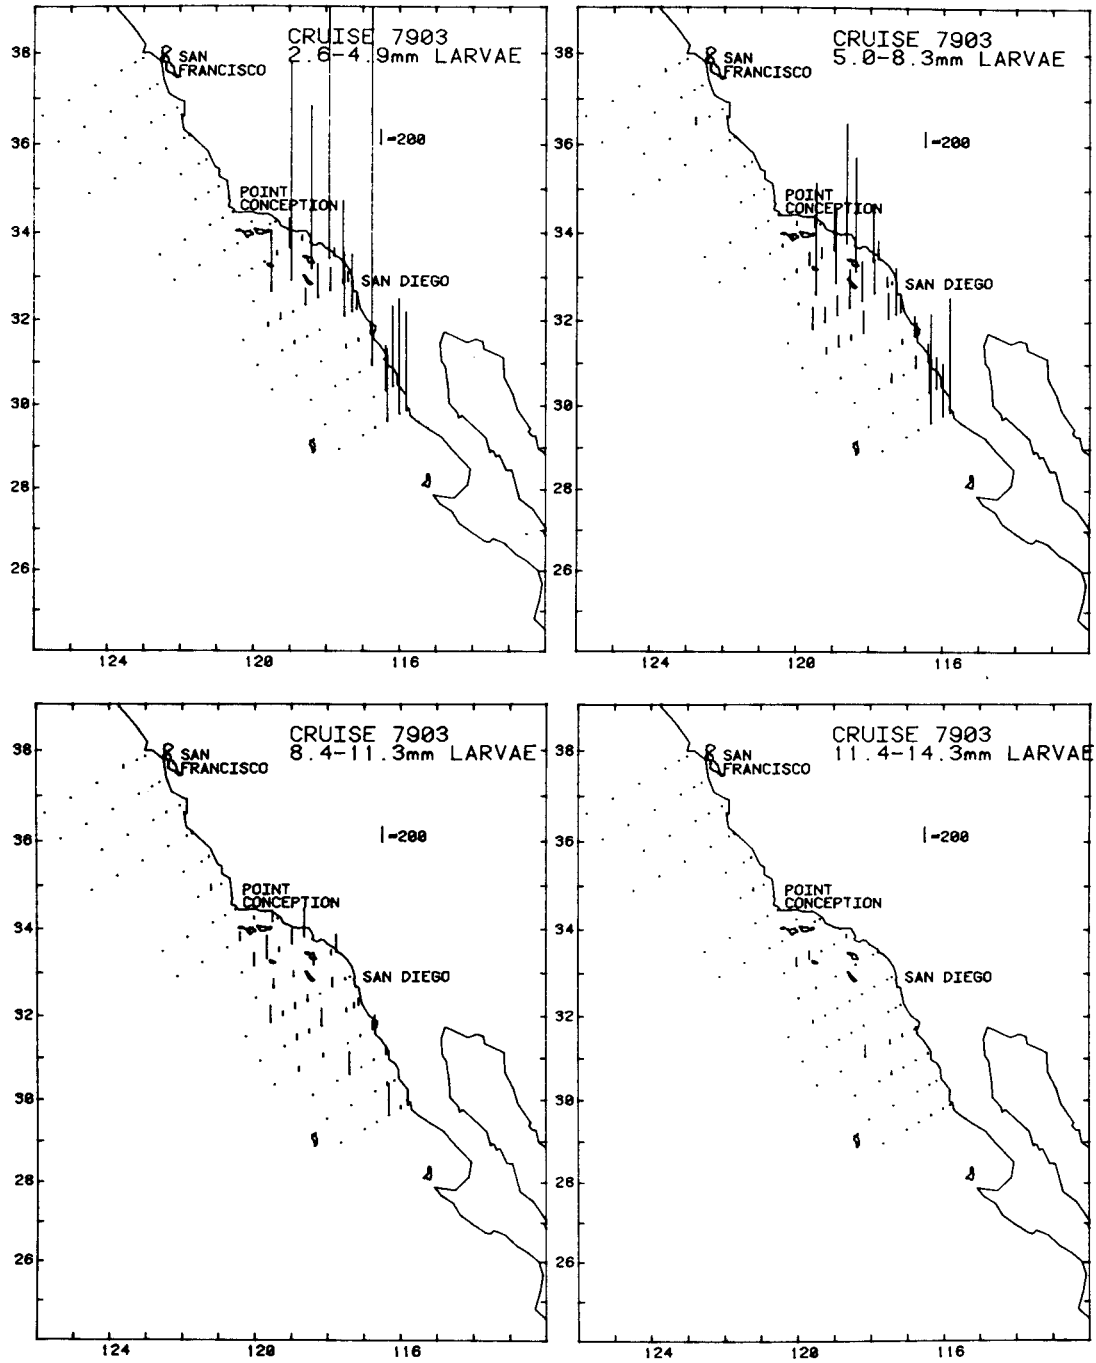 CRUISE 7903
2.6-4.9mm LARVAE
38
SAN
FRANCISCO
36
|=200
POINT
CONCEPTION
34
SAN DIEGO
32
30
28
26
124
120
116
CRUISE 7903
5.0-8.3mm LARVAE
38
SAN
FRANCISCO
36
|=200
POINT
CONCEPTION
34
SAN DIEGO
32
30
28
26
124
120
116
CRUISE 7903
8.4-11.3mm LARVAE
38
SAN
FRANCISCO
36
|=200
POINT
CONCEPTION
34
SAN DIEGO
32
30
28
26
124
120
116
CRUISE 7903
11.4-14.3mm LARVAE
38
SAN
FRANCISCO
36
|=200
POINT
CONCEPTION
34
SAN DIEGO
32
30
28
26
124
120
116